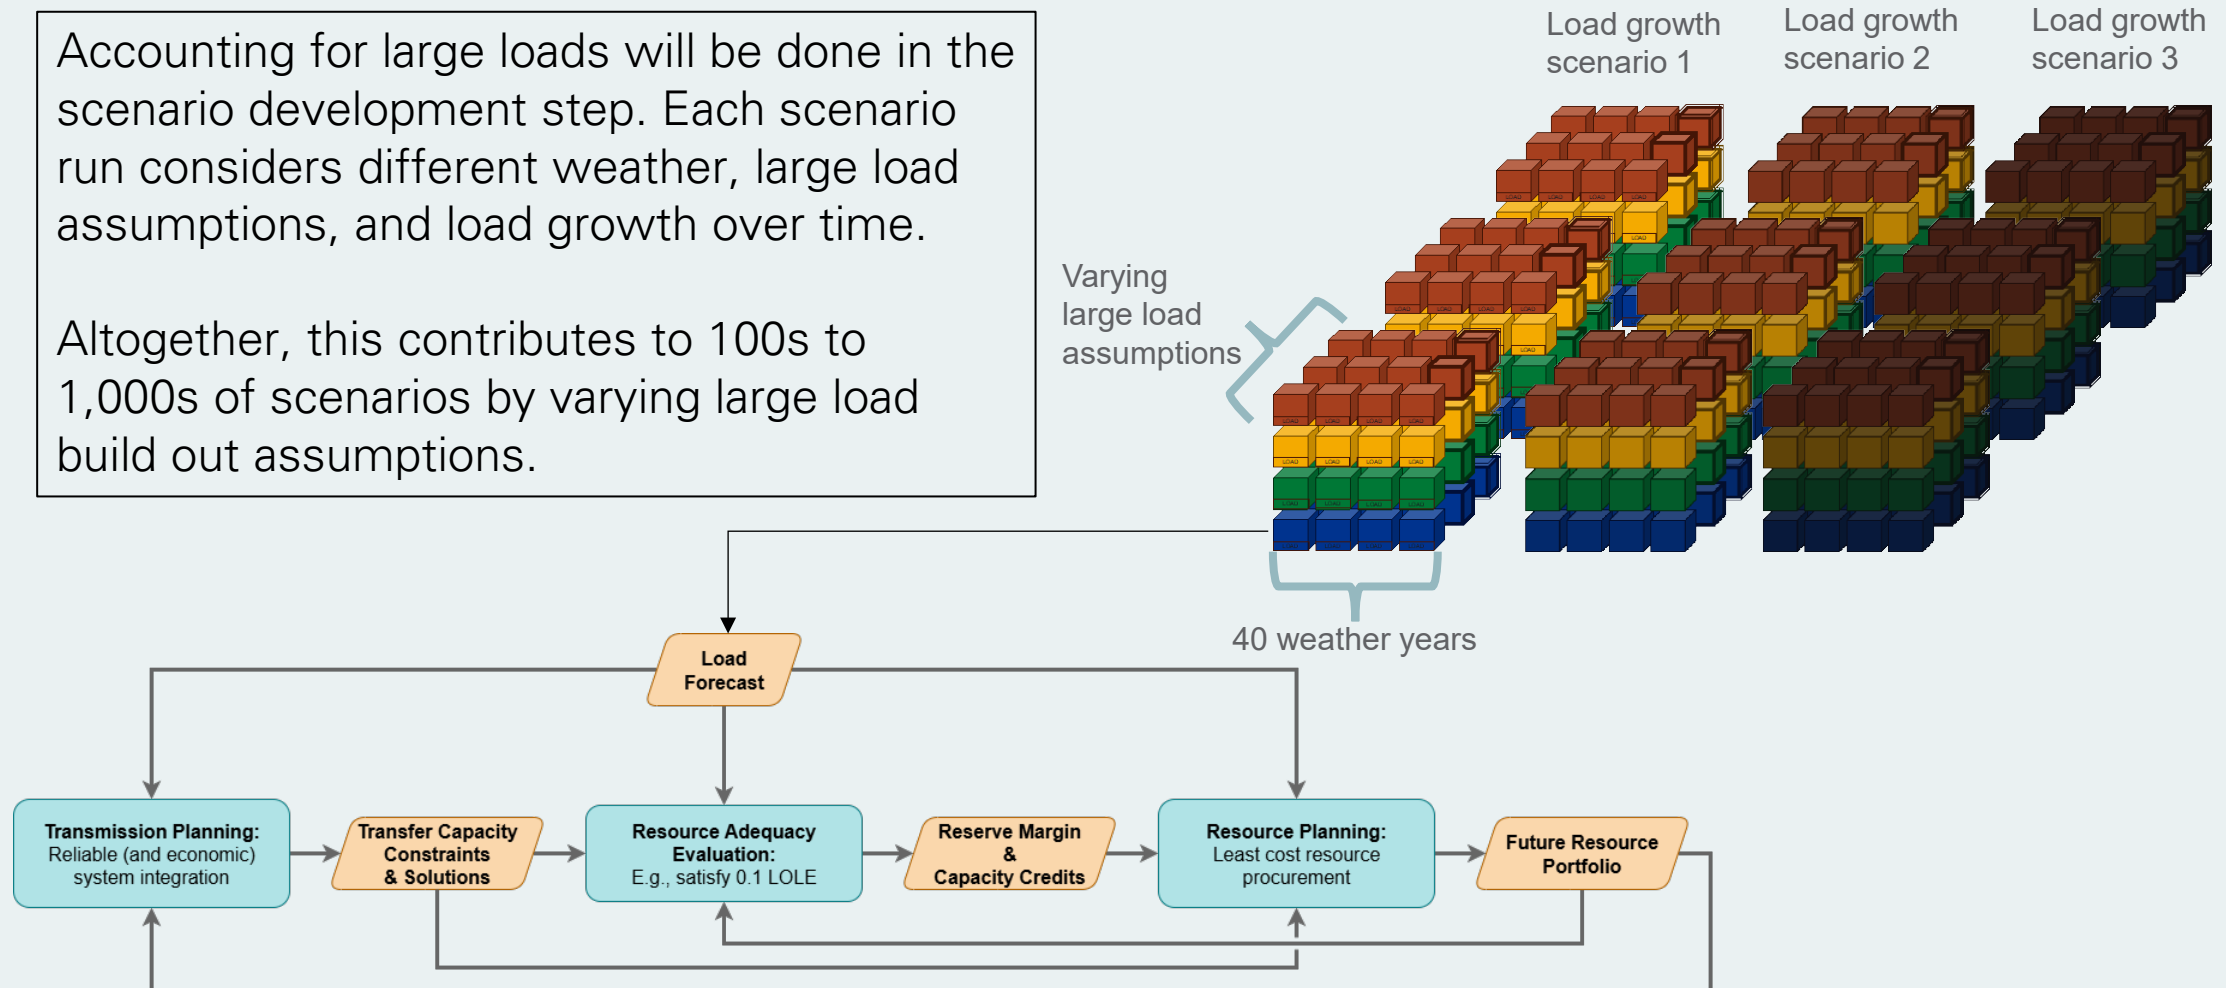 Accounting for large loads will be done in the
scenario development step. Each scenario
run considers different weather, large load
assumptions, and load growth over time.
Altogether, this contributes to 100s to
1,000s of scenarios by varying large load
build out assumptions.
Load growth
scenario 1
Load growth
scenario 2
Load growth
scenario 3
Varying
large load
assumptions
LOAD LOAD LOAD LOAD
40 weather years
Load
Forecast
Transmission Planning:
Reliable (and economic)
system integration
Transfer Capacity
Constraints
& Solutions
Resource Adequacy
Evaluation:
E.g., satisfy 0.1 LOLE
Reserve Margin
&
Capacity Credits
Resource Planning:
Least cost resource
procurement
Future Resource
Portfolio